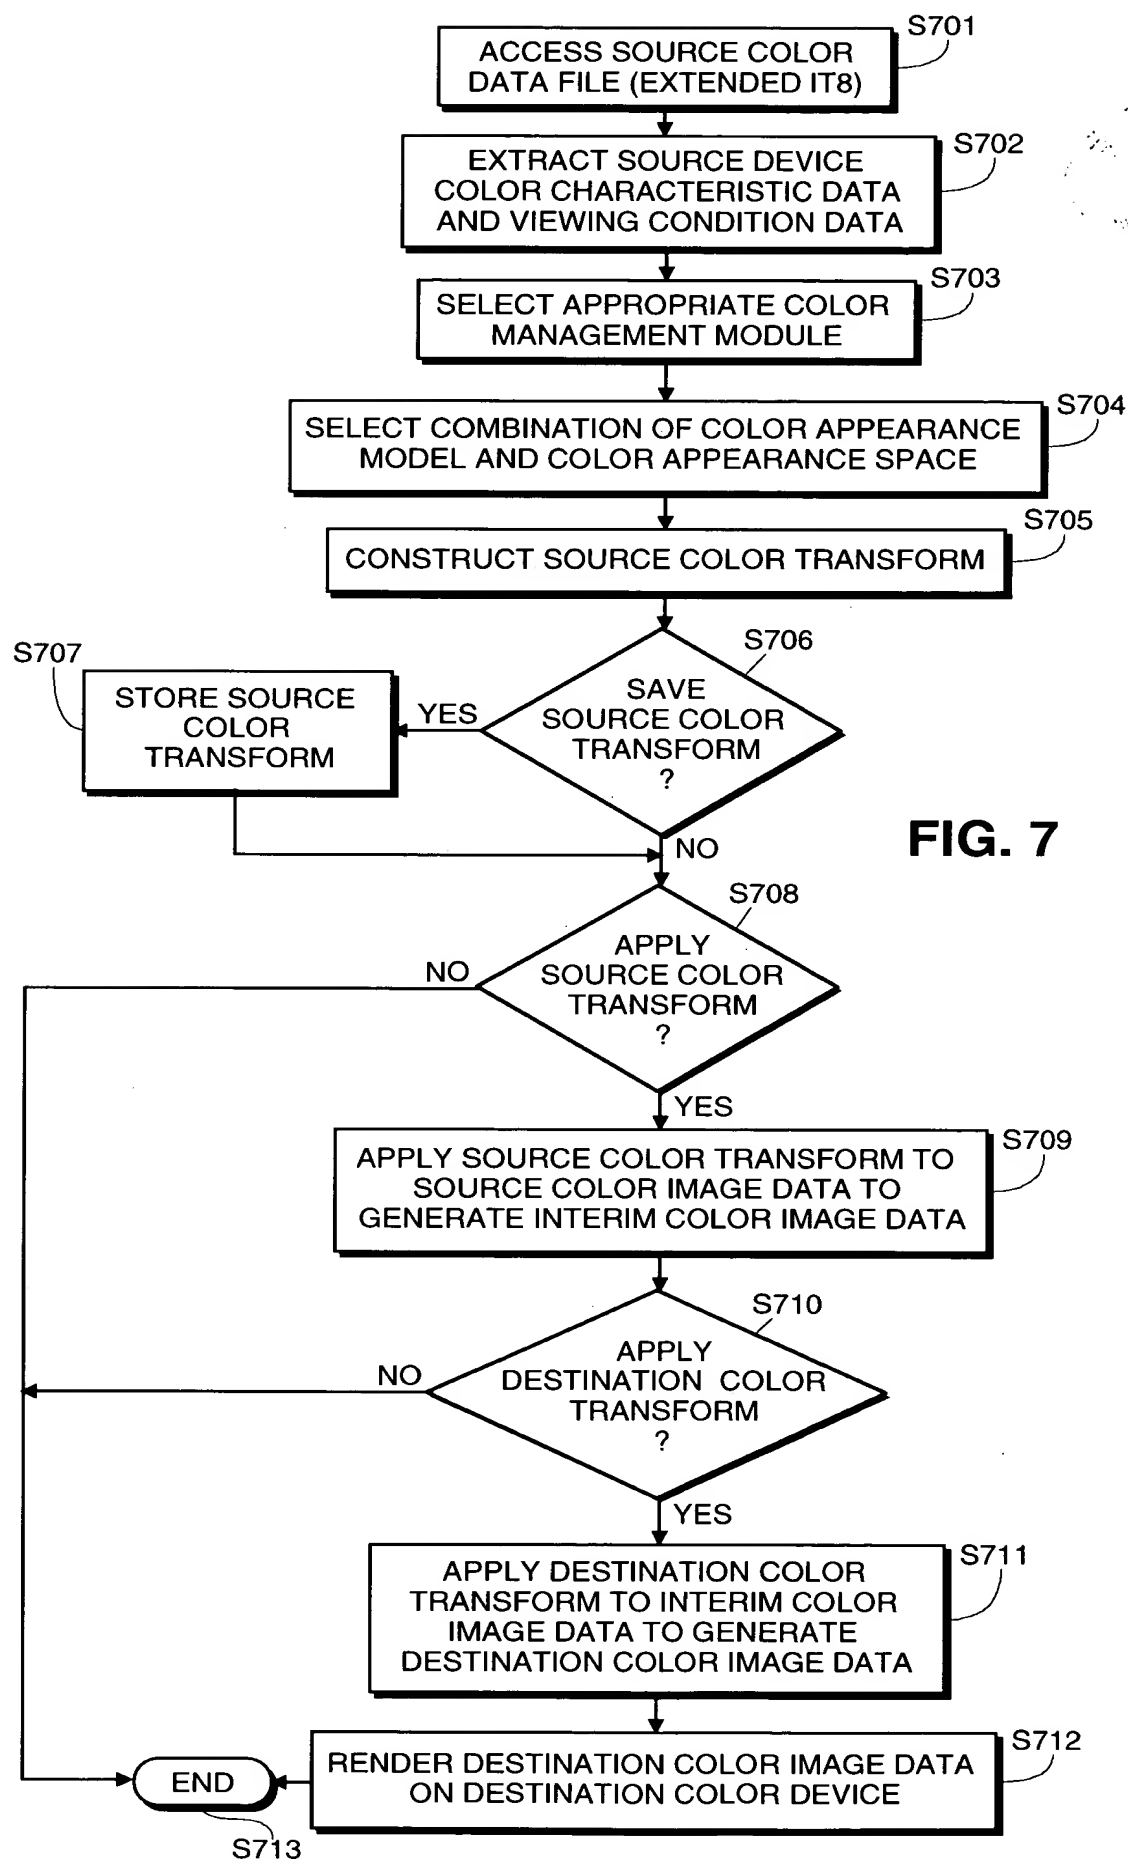 S701
ACCESS SOURCE COLOR
DATA FILE (EXTENDED IT8)
S702
EXTRACT SOURCE DEVICE
COLOR CHARACTERISTIC DATA
AND VIEWING CONDITION DATA
S703
SELECT APPROPRIATE COLOR
MANAGEMENT MODULE
S704
SELECT COMBINATION OF COLOR APPEARANCE
MODEL AND COLOR APPEARANCE SPACE
S705
CONSTRUCT SOURCE COLOR TRANSFORM
S706
SAVE
SOURCE COLOR
TRANSFORM
?
YES
S707
STORE SOURCE
COLOR
TRANSFORM
NO
FIG. 7
S708
APPLY
SOURCE COLOR
TRANSFORM
?
NO
YES
S709
APPLY SOURCE COLOR TRANSFORM TO
SOURCE COLOR IMAGE DATA TO
GENERATE INTERIM COLOR IMAGE DATA
S710
APPLY
DESTINATION COLOR
TRANSFORM
?
NO
YES
S711
APPLY DESTINATION COLOR
TRANSFORM TO INTERIM COLOR
IMAGE DATA TO GENERATE
DESTINATION COLOR IMAGE DATA
S712
RENDER DESTINATION COLOR IMAGE DATA
ON DESTINATION COLOR DEVICE
END
S713